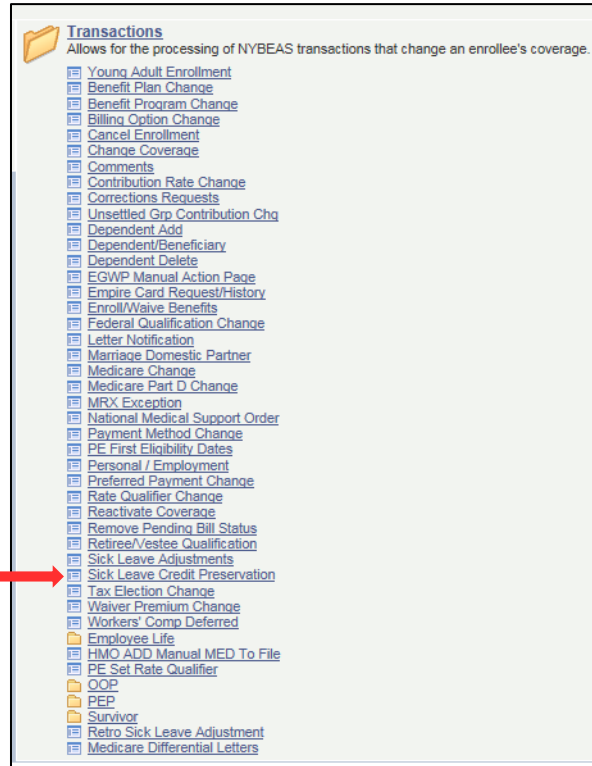 Transactions
Allows for the processing of NYBEAS transactions that change an enrollee's coverage.
Young Adult Enrollment
Benefit Plan Change
Benefit Program Change
Billing Option Change
Cancel Enrollment
Change Coverage
Comments
Contribution Rate Change
Corrections Requests
Unsettled Grp Contribution Chg
Dependent Add
Dependent/Beneficiary
Dependent Delete
EGWP Manual Action Page
Empire Card Request/History
Enroll/Waive Benefits
Federal Qualification Change
Letter Notification
Marriage Domestic Partner
Medicare Change
Medicare Part D Change
MRX Exception
National Medical Support Order
Payment Method Change
PE First Eligibility Dates
Personal / Employment
Preferred Payment Change
Rate Qualifier Change
Reactivate Coverage
Remove Pending Bill Status
Retiree/Vestee Qualification
Sick Leave Adjustments
Sick Leave Credit Preservation
Tax Election Change
Waiver Premium Change
Workers' Comp Deferred
Employee Life
HMO ADD Manual MED To File
PE Set Rate Qualifier
OOP
PEP
Survivor
Retro Sick Leave Adjustment
Medicare Differential Letters